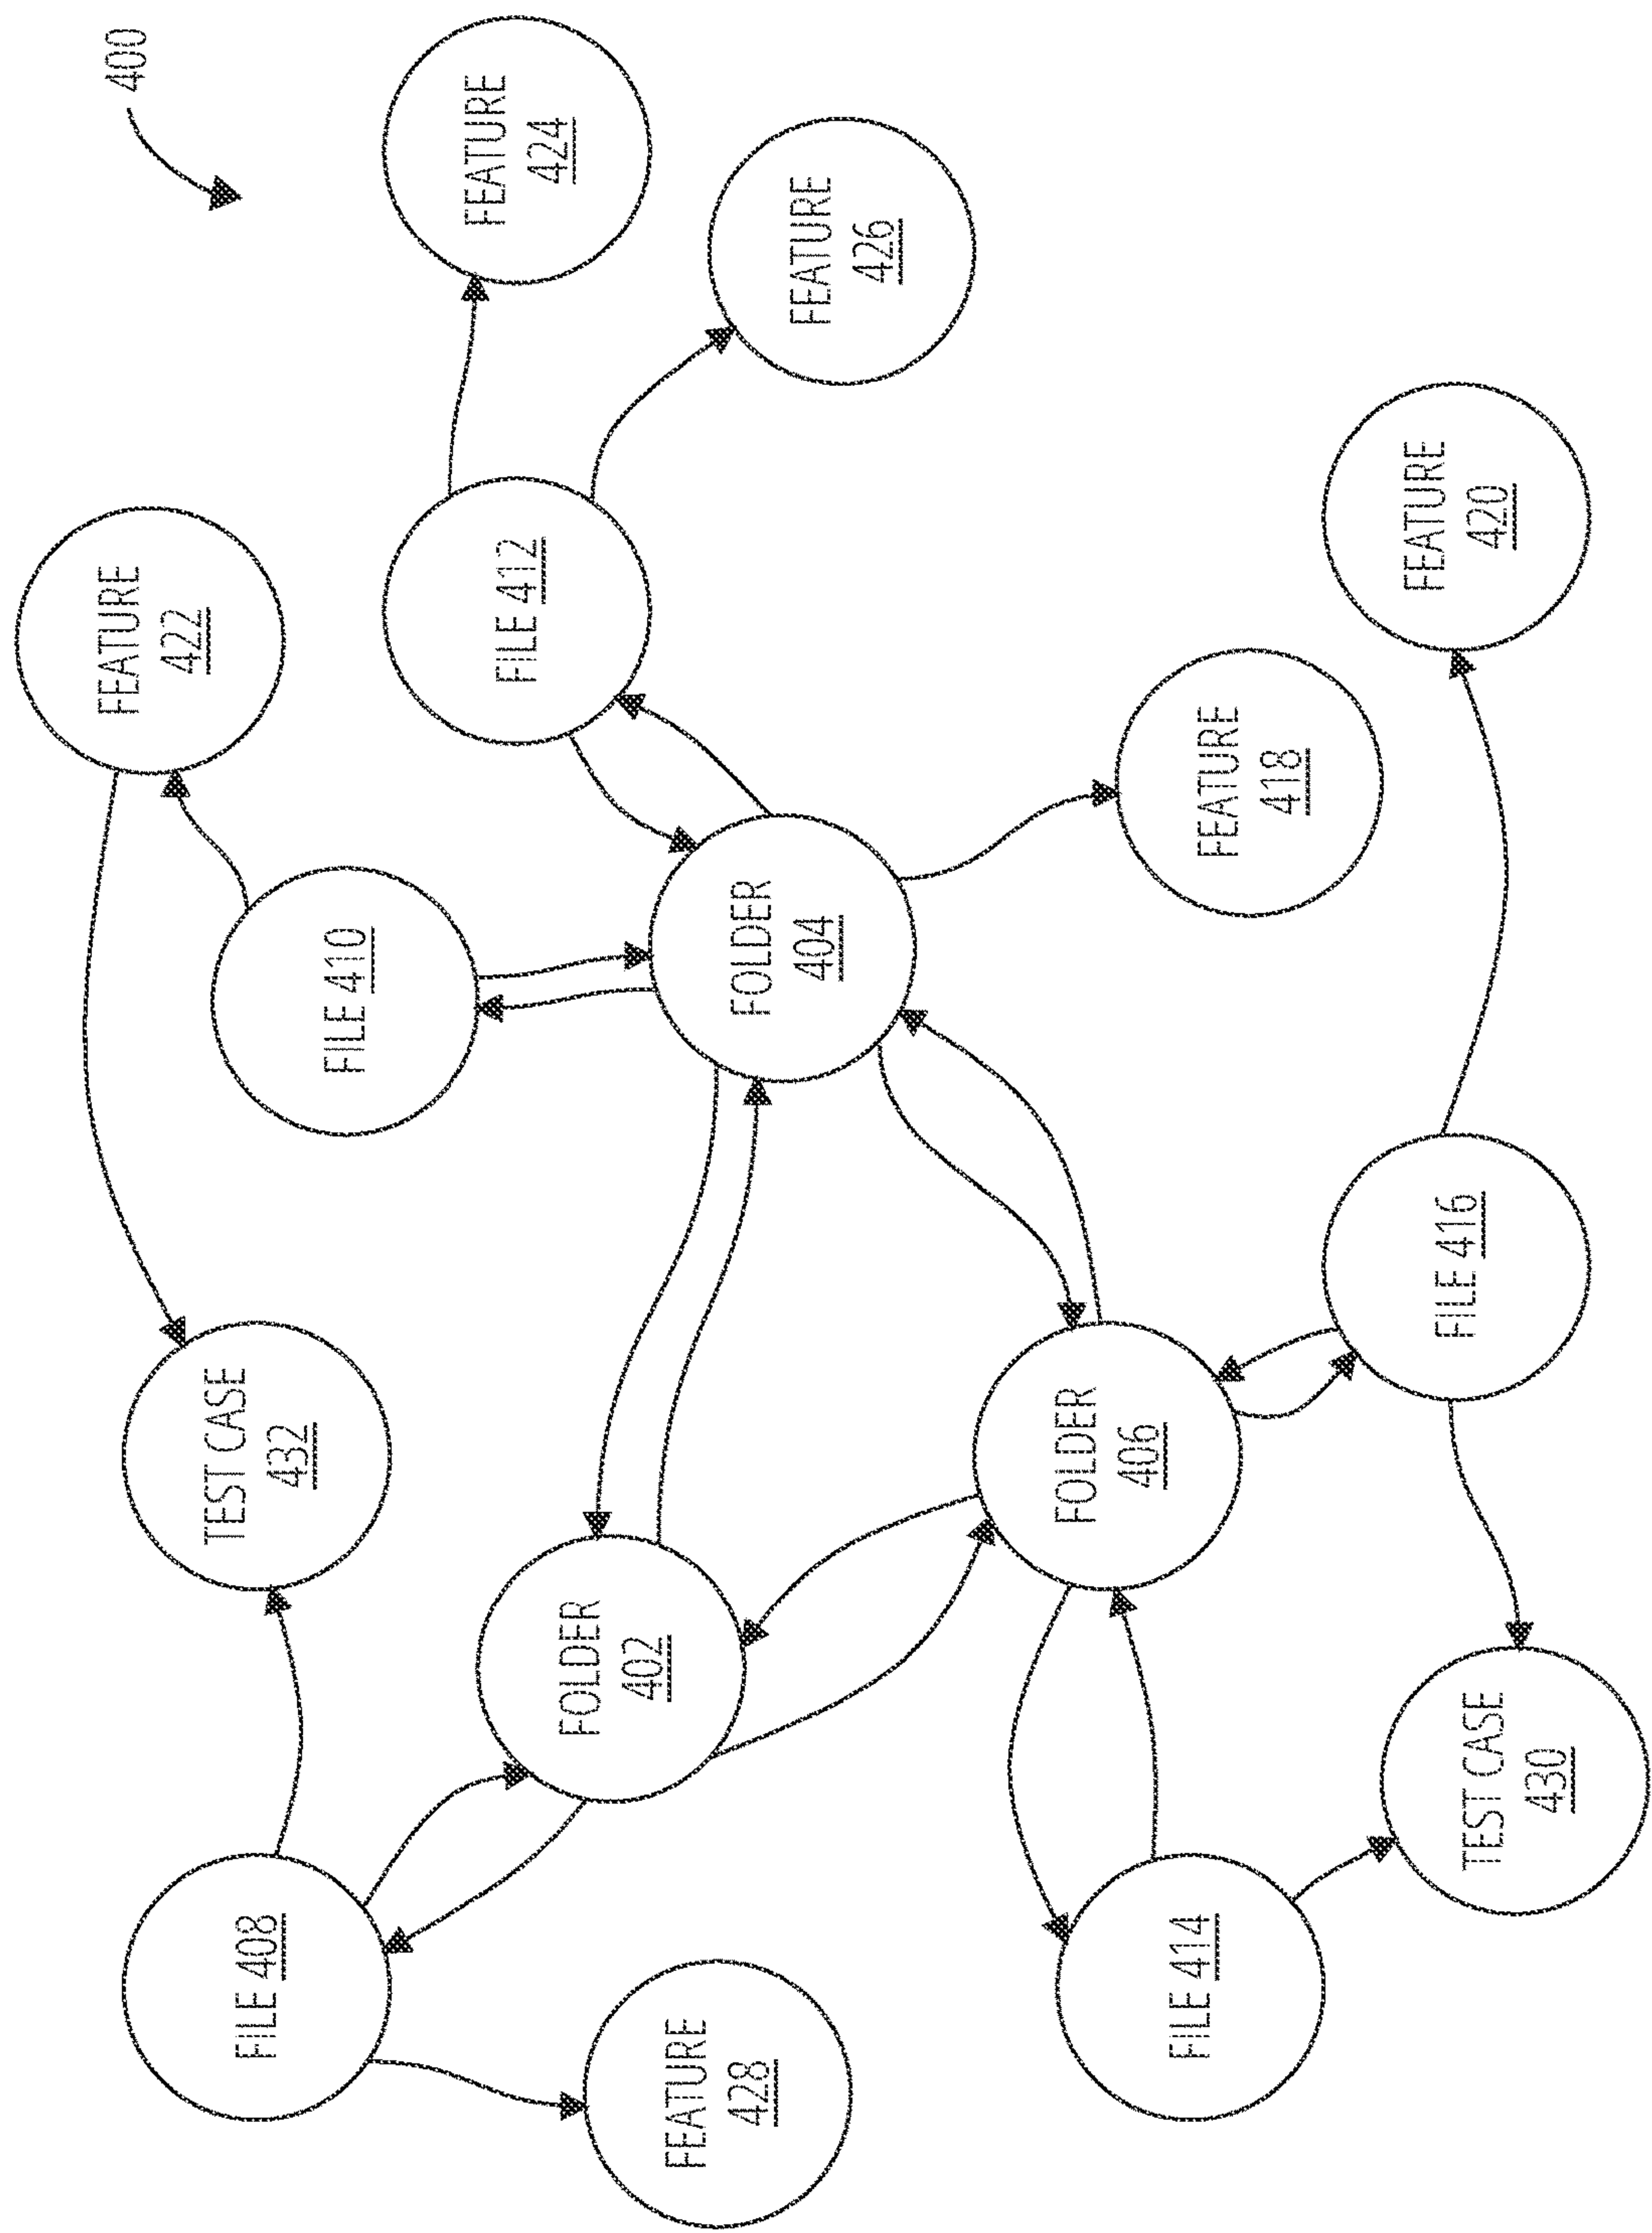 400
FEATURE
422
FEATURE
424
TEST CASE
432
FILE 410
FILE 412
FEATURE
426
FILE 408
FOLDER
402
FOLDER
404
FEATURE
428
FOLDER
406
FEATURE
418
FILE 414
FILE 416
FEATURE
420
TEST CASE
430